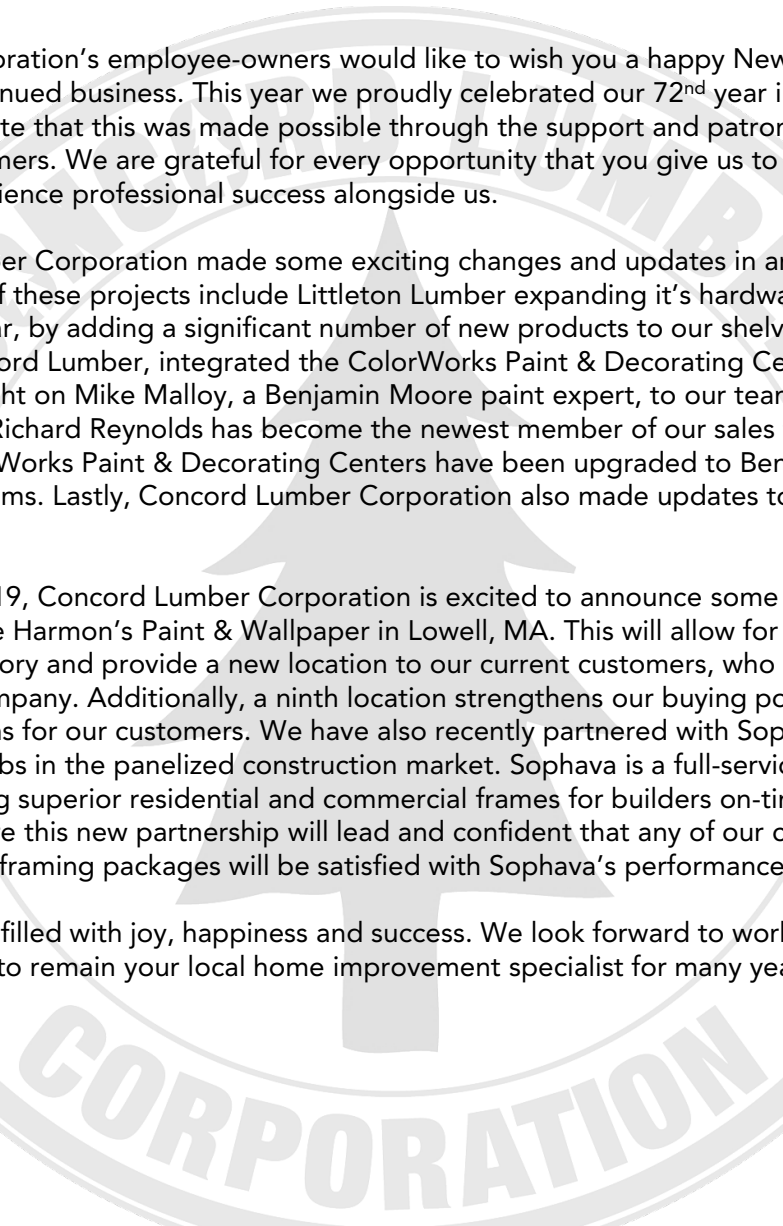 oration’s employee-owners would like to wish you a happy New
nued business. This year we proudly celebrated our 72nd year i
te that this was made possible through the support and patron
mers. We are grateful for every opportunity that you give us to
ience professional success alongside us.
CONCORD LUMBER
er Corporation made some exciting changes and updates in an
f these projects include Littleton Lumber expanding it’s hardwa
ar, by adding a significant number of new products to our shelv
ord Lumber, integrated the ColorWorks Paint & Decorating Ce
ht on Mike Malloy, a Benjamin Moore paint expert, to our tear
Richard Reynolds has become the newest member of our sales
Works Paint & Decorating Centers have been upgraded to Ben
ms. Lastly, Concord Lumber Corporation also made updates to
19, Concord Lumber Corporation is excited to announce some
e Harmon’s Paint & Wallpaper in Lowell, MA. This will allow for
ory and provide a new location to our current customers, who
mpany. Additionally, a ninth location strengthens our buying po
ns for our customers. We have also recently partnered with Sop
bs in the panelized construction market. Sophava is a full-servic
g superior residential and commercial frames for builders on-tin
re this new partnership will lead and confident that any of our c
framing packages will be satisfied with Sophava’s performance
filled with joy, happiness and success. We look forward to work
to remain your local home improvement specialist for many yea
CORPORATION